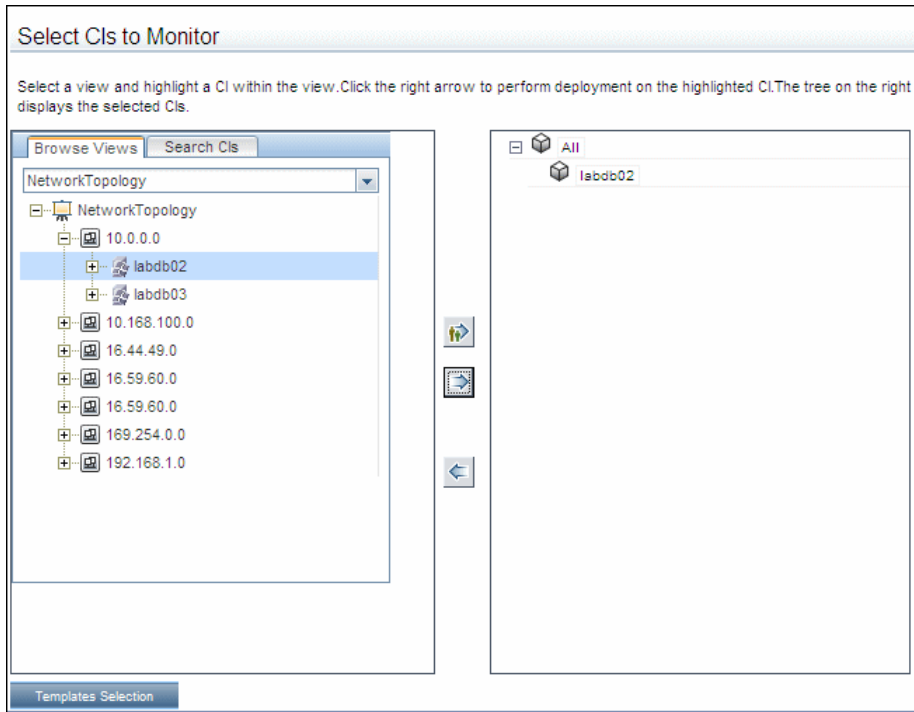 Select CIs to Monitor
Select a view and highlight a CI within the view.Click the right arrow to perform deployment on the highlighted CI.The tree on the right
displays the selected CIs.
Browse Views
Search CIs
NetworkTopology
NetworkTopology
10.0.0.0
labdb02
labdb03
10.168.100.0
16.44.49.0
16.59.60.0
16.59.60.0
169.254.0.0
192.168.1.0
All
labdb02
Templates Selection